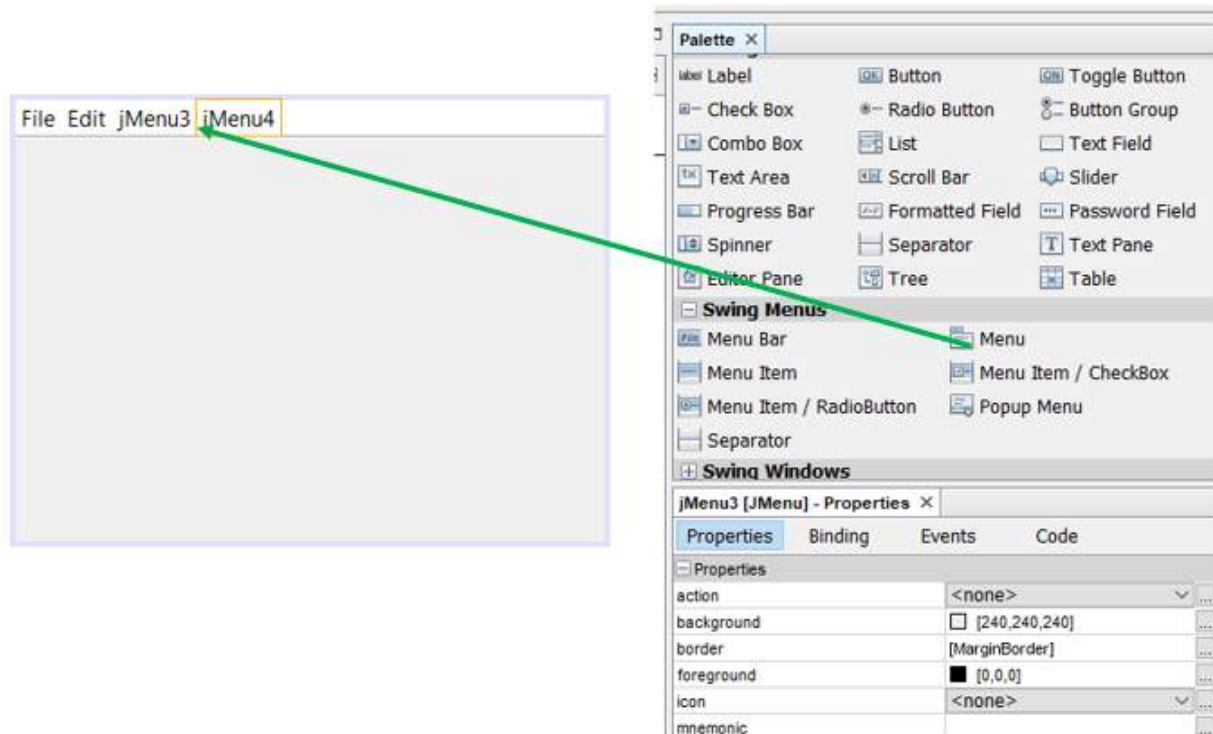 File Edit jMenu3 jMenu4
Palette
Label Button Toggle Button
Check Box Radio Button Button Group
Combo Box List Text Field
Text Area Scroll Bar Slider
Progress Bar Formatted Field Password Field
Spinner Separator Text Pane
Editor Pane Tree Table
Swing Menus
Menu Bar Menu
Menu Item Menu Item / CheckBox
Menu Item / RadioButton Popup Menu
Separator
Swing Windows
jMenu3 [JMenu] - Properties
Properties Binding Events Code
Properties
action <none> ...
background [240,240,240] ...
border [MarginBorder] ...
foreground [0,0,0] ...
icon <none> ...
mnemonic ...